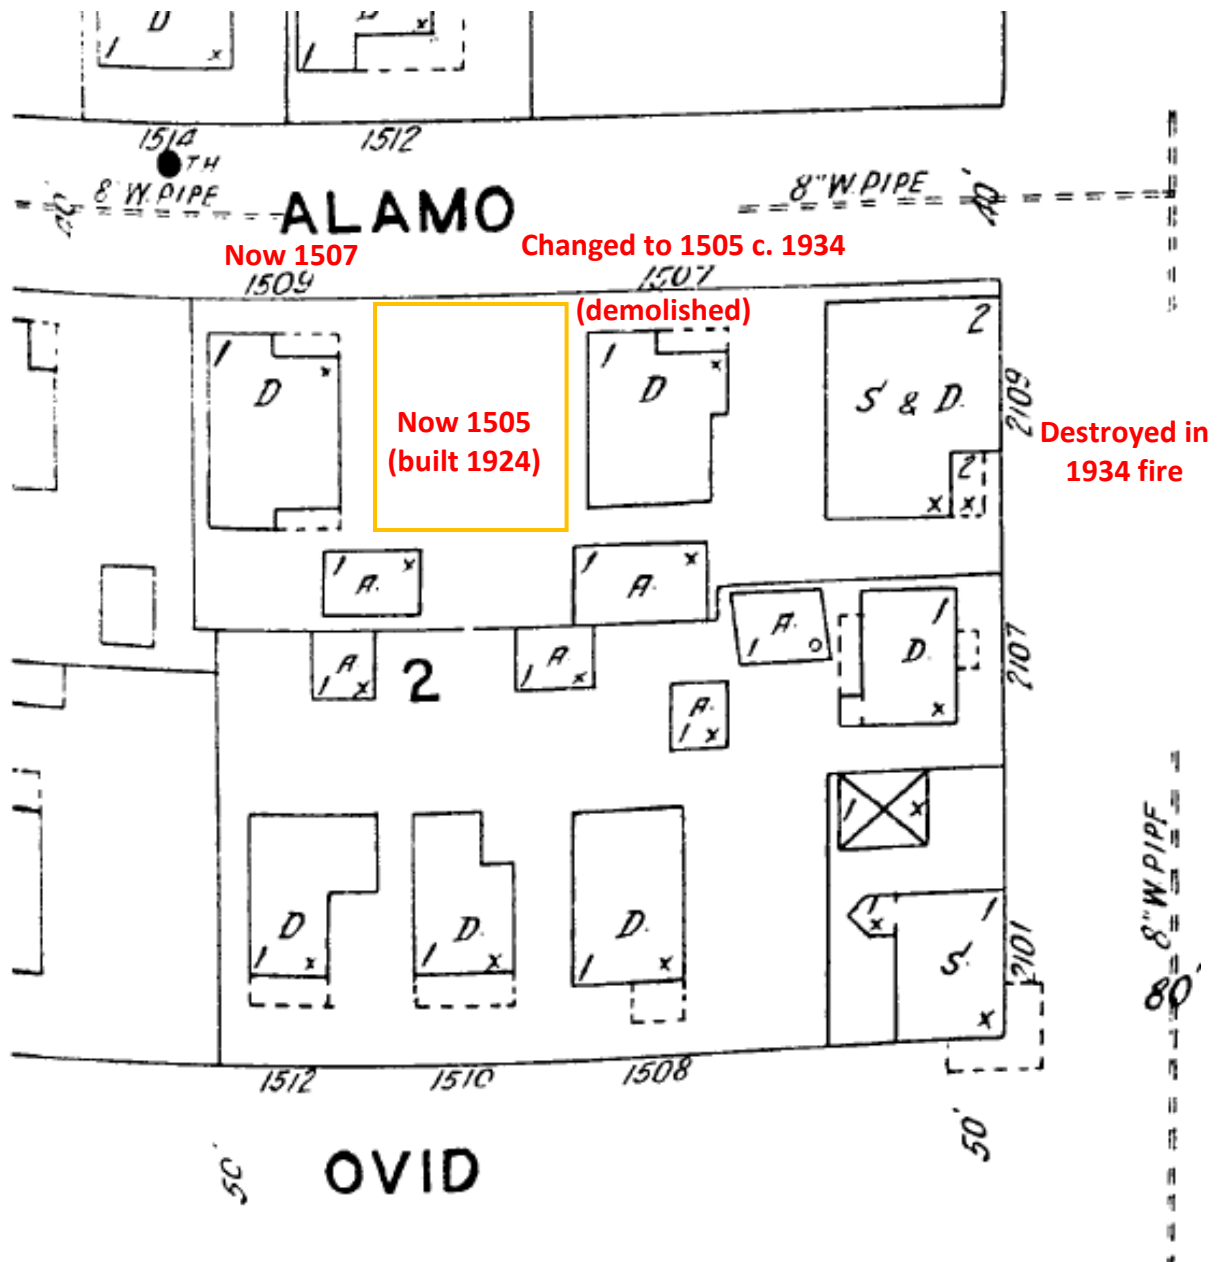 D D
1 x 1 x
1514 1512
TH
8" W. PIPE 8" W. PIPE
40' ALAMO 40'
Now 1507 Changed to 1505 c. 1934
1509 1507
(demolished)
1 D x 1 D x 2
S & D. 2109
Now 1505
(built 1924)
Destroyed in
1934 fire
2
x x
1 A. x 1 A. x
A. 1 o D. 1 x 2107
A 1 x 2 A 1 x
A. 1 x
1 x
8" W. PIPE
1 x
D 1 x D. 1 x D. 1 x S. 1 x 2101
80'
1512 1510 1508
50' OVID 50'